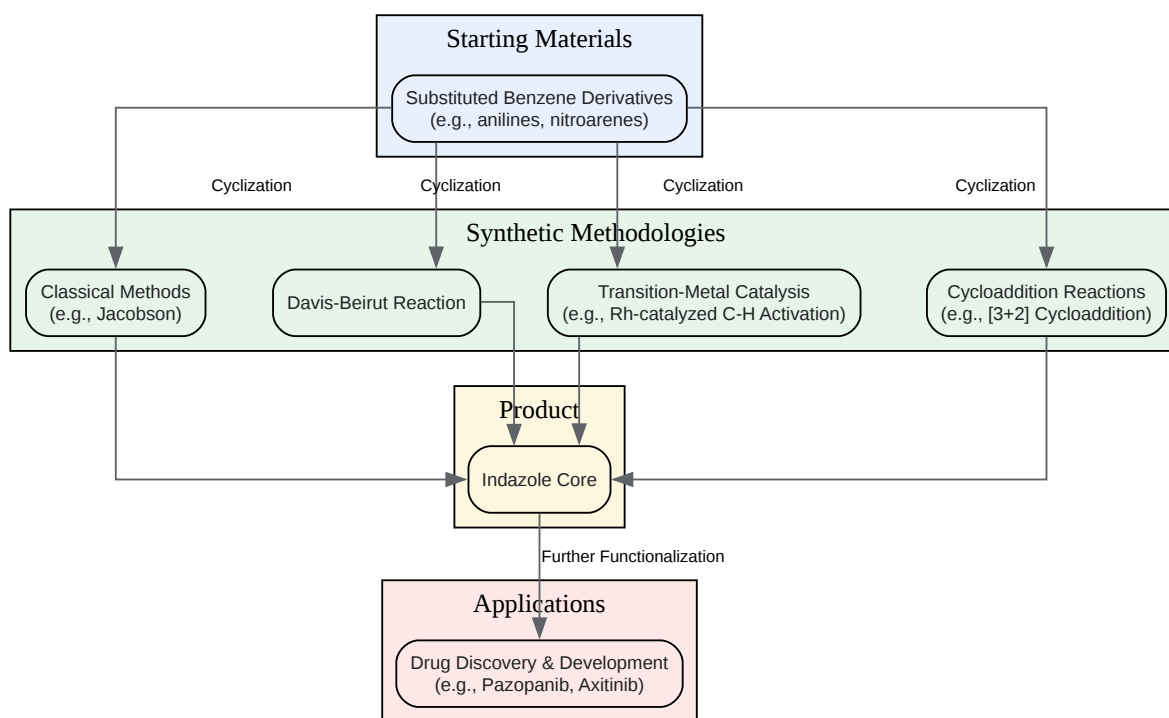 Starting Materials
Substituted Benzene Derivatives
(e.g., anilines, nitroarenes)
Cyclization
Cyclization
Cyclization
Cyclization
Synthetic Methodologies
Classical Methods
(e.g., Jacobson)
Davis-Beirut Reaction
Transition-Metal Catalysis
(e.g., Rh-catalyzed C-H Activation)
Cycloaddition Reactions
(e.g., [3+2] Cycloaddition)
Product
Indazole Core
Further Functionalization
Applications
Drug Discovery & Development
(e.g., Pazopanib, Axitinib)